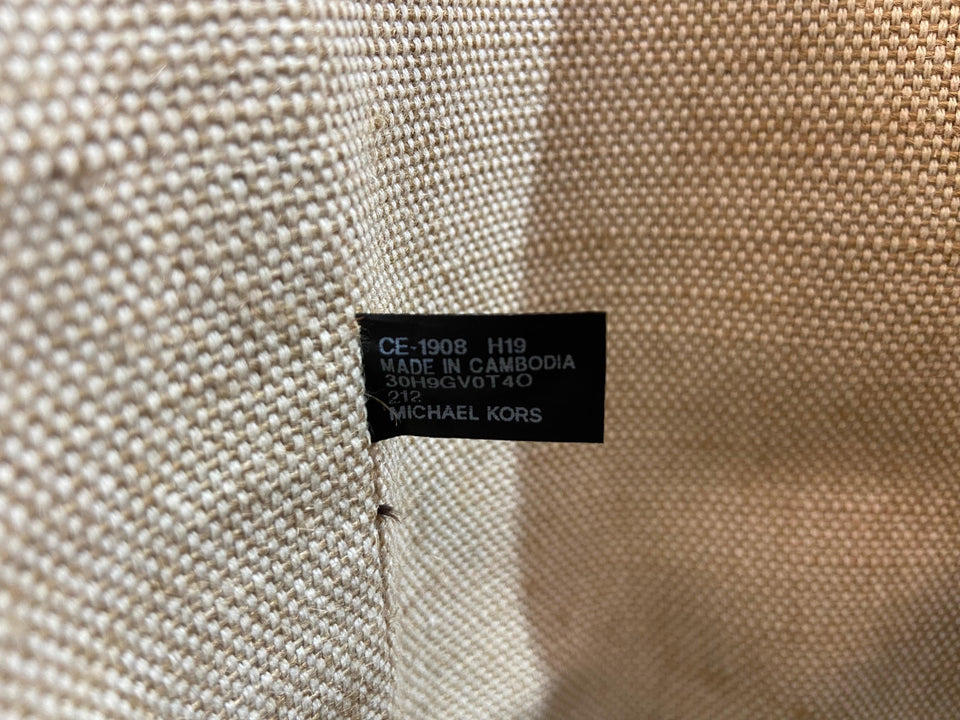 CE-1908 H19
MADE IN CAMBODIA
30H9GV0T4O
212
MICHAEL KORS